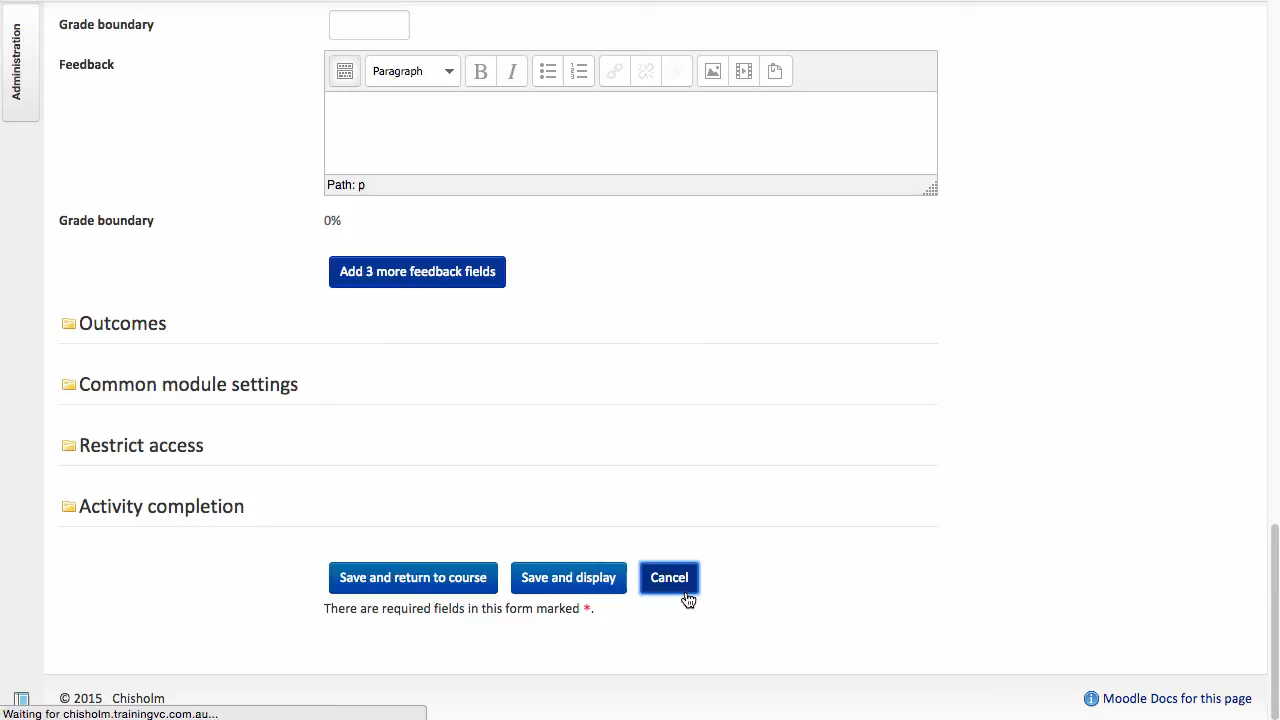 Administration
Grade boundary
Feedback
Paragraph
B I
Path: p
Grade boundary 0%
Add 3 more feedback fields
Outcomes
Common module settings
Restrict access
Activity completion
Save and return to course Save and display Cancel
There are required fields in this form marked *.
© 2015 Chisholm
Moodle Docs for this page
Waiting for chisholm.trainingvc.com.au...